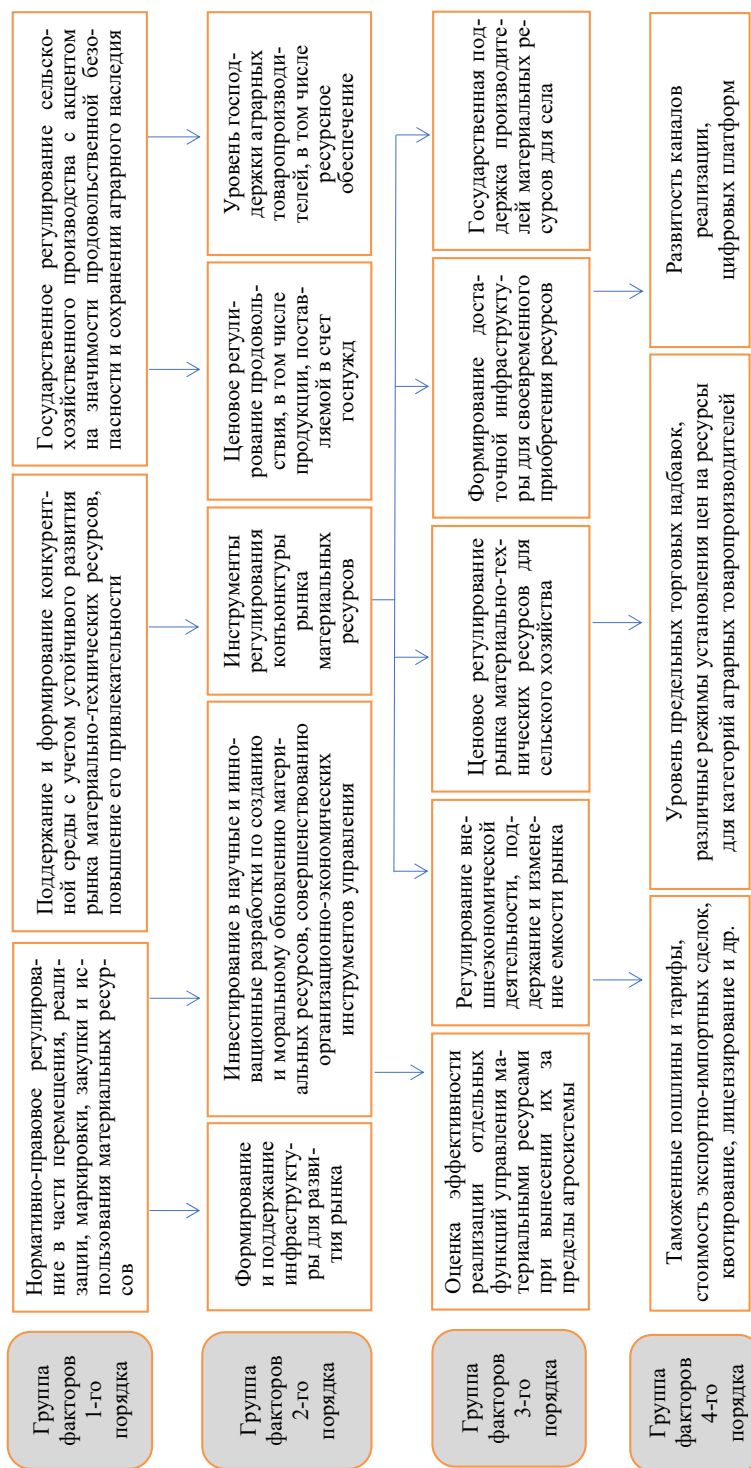 Группа
факторов
1-го
порядка
Нормативно-правовое регулирова-
ние в части перемещения, реали-
зации, маркировки, закупки и ис-
пользования материальных ресур-
сов
Поддержание и формирование конкурент-
ной среды с учетом устойчивого развития
рынка материально-технических ресурсов,
повышение его привлекательности
Государственное регулирование сельско-
хозяйственного производства с акцентом
на значимости продовольственной безо-
пасности и сохранении аграрного наследия
Группа
факторов
2-го
порядка
Формирование
и поддержание
инфраструкту-
ры для разви-
тия рынка
Инвестирование в научные и инно-
вационные разработки по созданию
и моральному обновлению матери-
альных ресурсов, совершенствованию
организационно-экономических
инструментов управления
Инструменты
регулирования
конъюнктуры
рынка
материальных
ресурсов
Ценовое регули-
рование продоволь-
ствия, в том числе
продукции, постав-
ляемой в счет
госнужд
Уровень господ-
держки аграрных
товаропроизводи-
телей, в том числе
ресурсное
обеспечение
Группа
факторов
3-го
порядка
Оценка эффективности
реализации отдельных
функций управления ма-
териальными ресурсами
при вынесении их за
пределы агросистемы
Регулирование вне-
шнеэкономической
деятельности, под-
держание и измене-
ние емкости рынка
Ценовое регулирование
рынка материально-тех-
нических ресурсов для
сельского хозяйства
Формирование доста-
точной инфраструкту-
ры для своевременного
приобретения ресурсов
Государственная под-
держка производите-
лей материальных ре-
сурсов для села
Группа
факторов
4-го
порядка
Таможенные пошлины и тарифы,
стоимость экспортно-импортных сделок,
квотирование, лицензирование и др.
Уровень предельных торговых надбавок,
различные режимы установления цен на ресурсы
для категорий аграрных товаропроизводителей
Развитость каналов
реализации,
цифровых платформ